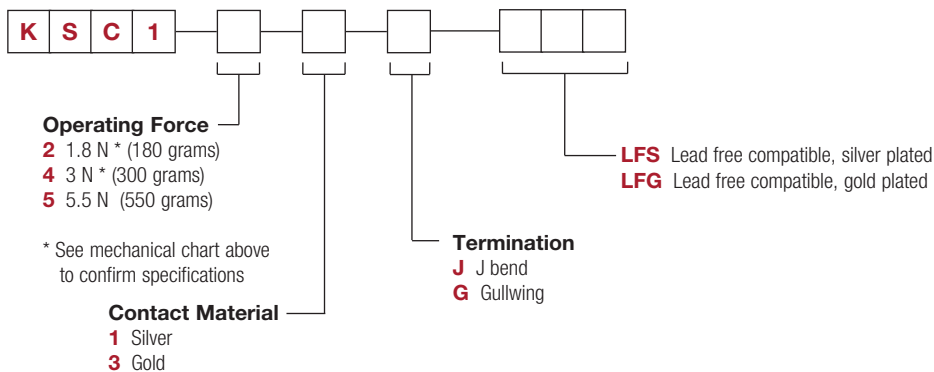 K S C 1
Operating Force
2 1.8 N * (180 grams)
4 3 N * (300 grams)
5 5.5 N (550 grams)
* See mechanical chart above
to confirm specifications
Contact Material
1 Silver
3 Gold
Termination
J J bend
G Gullwing
LFS Lead free compatible, silver plated
LFG Lead free compatible, gold plated